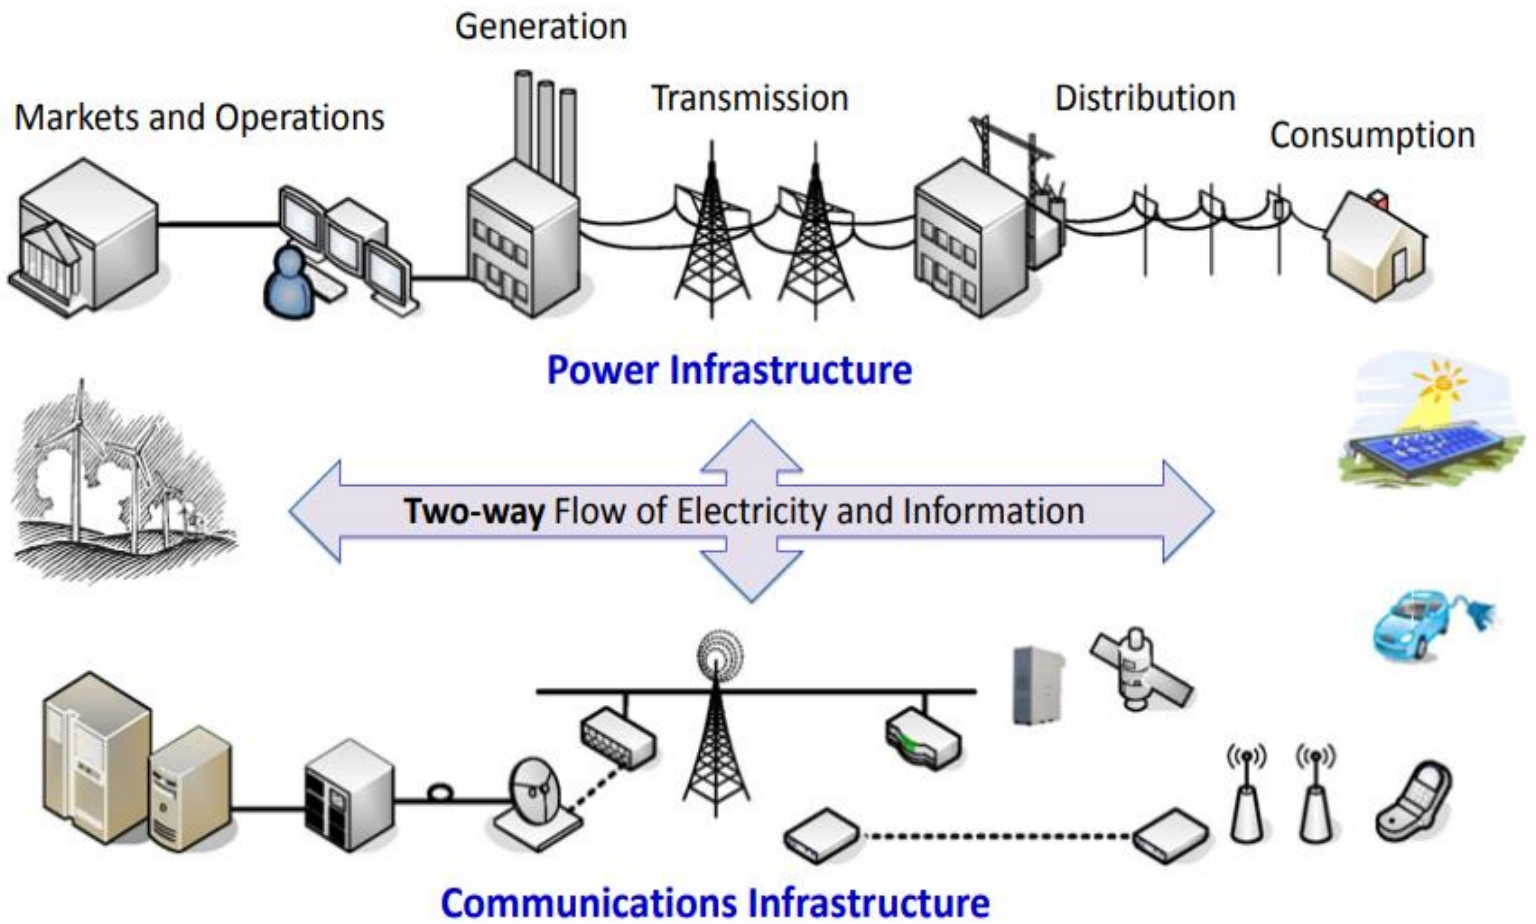 Generation
Markets and Operations
Transmission
Distribution
Consumption
Power Infrastructure
Two-way Flow of Electricity and Information
Communications Infrastructure